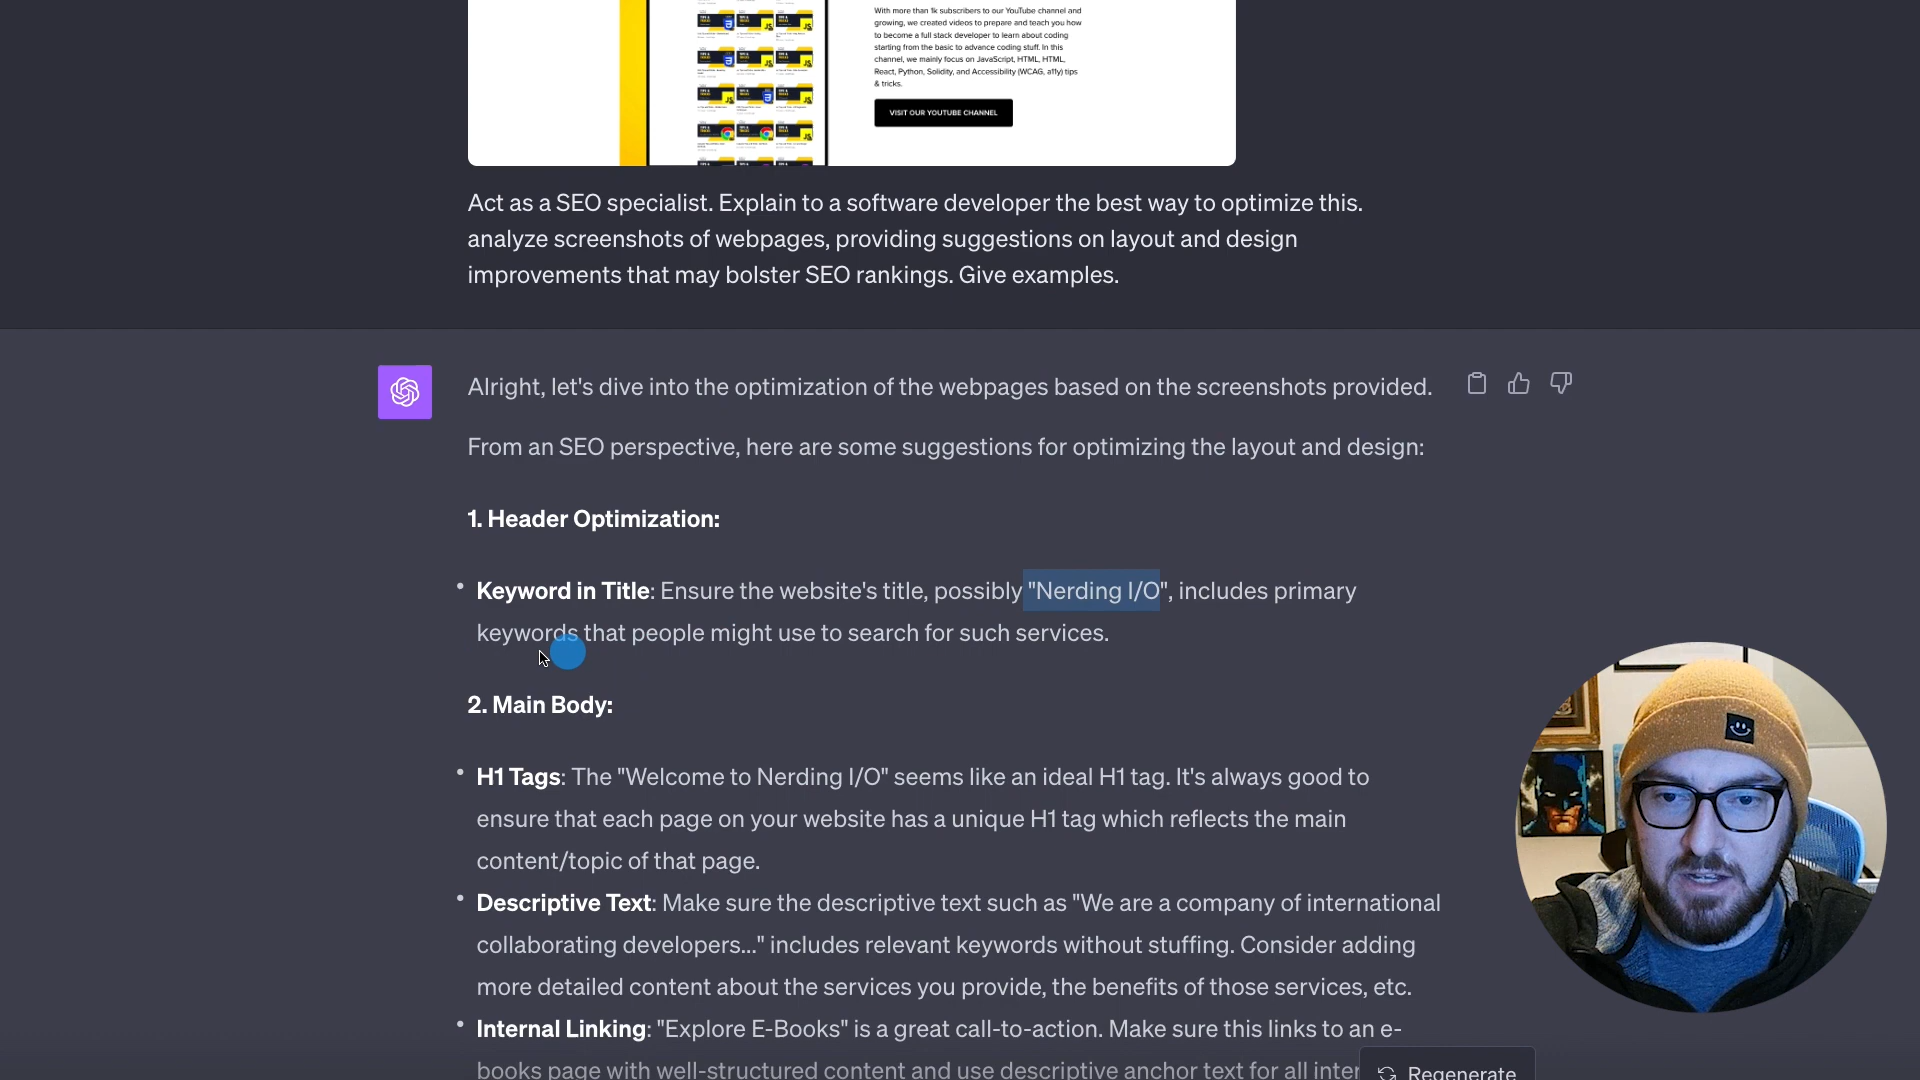 With more than 1k subscribers to our YouTube channel and
growing, we created videos to prepare and teach you how
to become a full stack developer to learn about coding
starting from the basic to advance coding stuff. In this
channel, we mainly focus on JavaScript, HTML, HTML,
React, Python, Solidity, and Accessibility (WCAG, a11y) tips
& tricks.
VISIT OUR YOUTUBE CHANNEL
Act as a SEO specialist. Explain to a software developer the best way to optimize this.
analyze screenshots of webpages, providing suggestions on layout and design
improvements that may bolster SEO rankings. Give examples.
Alright, let's dive into the optimization of the webpages based on the screenshots provided.
From an SEO perspective, here are some suggestions for optimizing the layout and design:
1. Header Optimization:
• Keyword in Title: Ensure the website's title, possibly "Nerding I/O", includes primary
keywords that people might use to search for such services.
2. Main Body:
• H1 Tags: The "Welcome to Nerding I/O" seems like an ideal H1 tag. It's always good to
ensure that each page on your website has a unique H1 tag which reflects the main
content/topic of that page.
• Descriptive Text: Make sure the descriptive text such as "We are a company of international
collaborating developers..." includes relevant keywords without stuffing. Consider adding
more detailed content about the services you provide, the benefits of those services, etc.
• Internal Linking: "Explore E-Books" is a great call-to-action. Make sure this links to an e-
books page with well-structured content and use descriptive anchor text for all inter
Regenerate